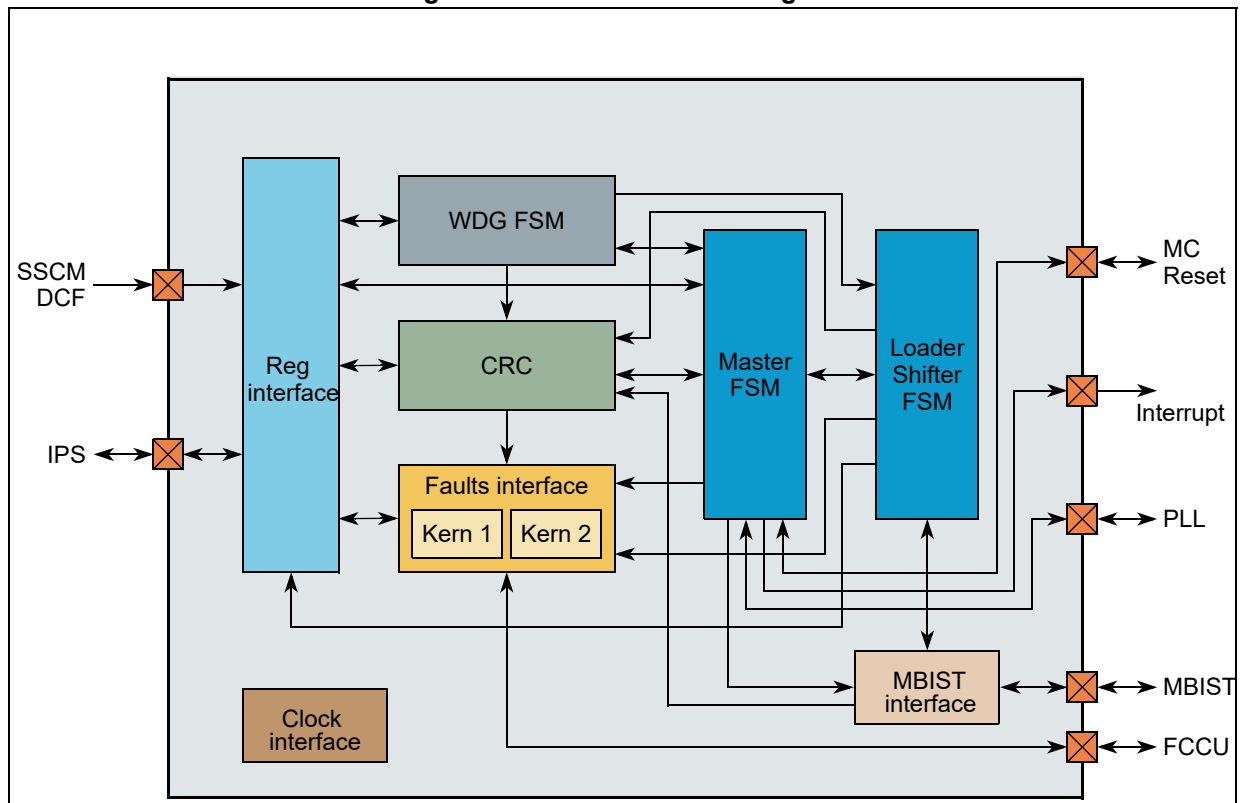 WDG FSM
SSCM
DCF
MC
Reset
Reg
interface
CRC
Master
FSM
Loader
Shifter
FSM
Interrupt
IPS
Faults interface
Kern 1
Kern 2
PLL
MBIST
interface
MBIST
Clock
interface
FCCU